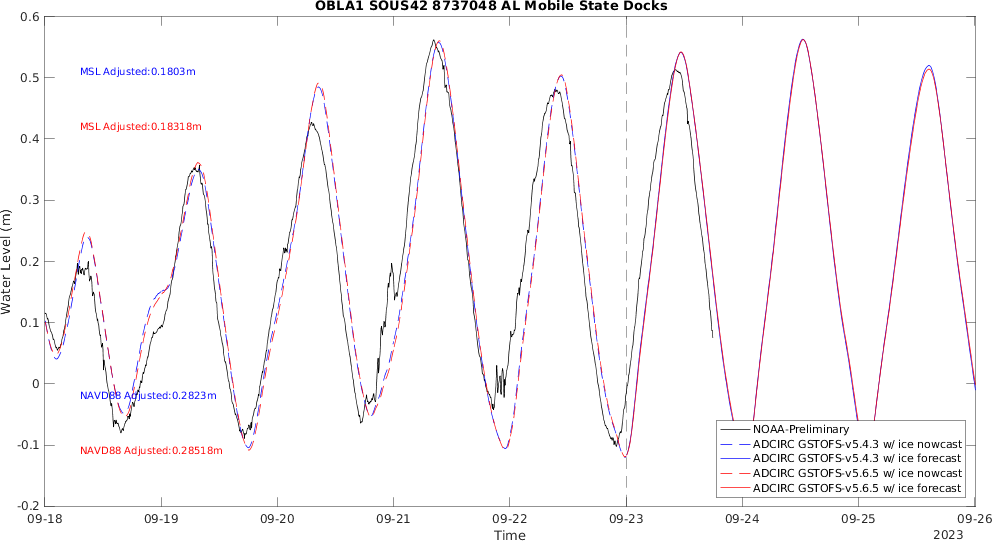 OBLA1 SOUS42 8737048 AL Mobile State Docks
0.6
0.5
0.4
0.3
0.2
0.1
0
-0.1
-0.2
Water Level (m)
MSL Adjusted:0.1803m
MSL Adjusted:0.18318m
NAVD88 Adjusted:0.2823m
NAVD88 Adjusted:0.28518m
NOAA-Preliminary
ADCIRC GSTOFS-v5.4.3 w/ ice nowcast
ADCIRC GSTOFS-v5.4.3 w/ ice forecast
ADCIRC GSTOFS-v5.6.5 w/ ice nowcast
ADCIRC GSTOFS-v5.6.5 w/ ice forecast
09-18 09-19 09-20 09-21 09-22 09-23 09-24 09-25 09-26
Time
2023